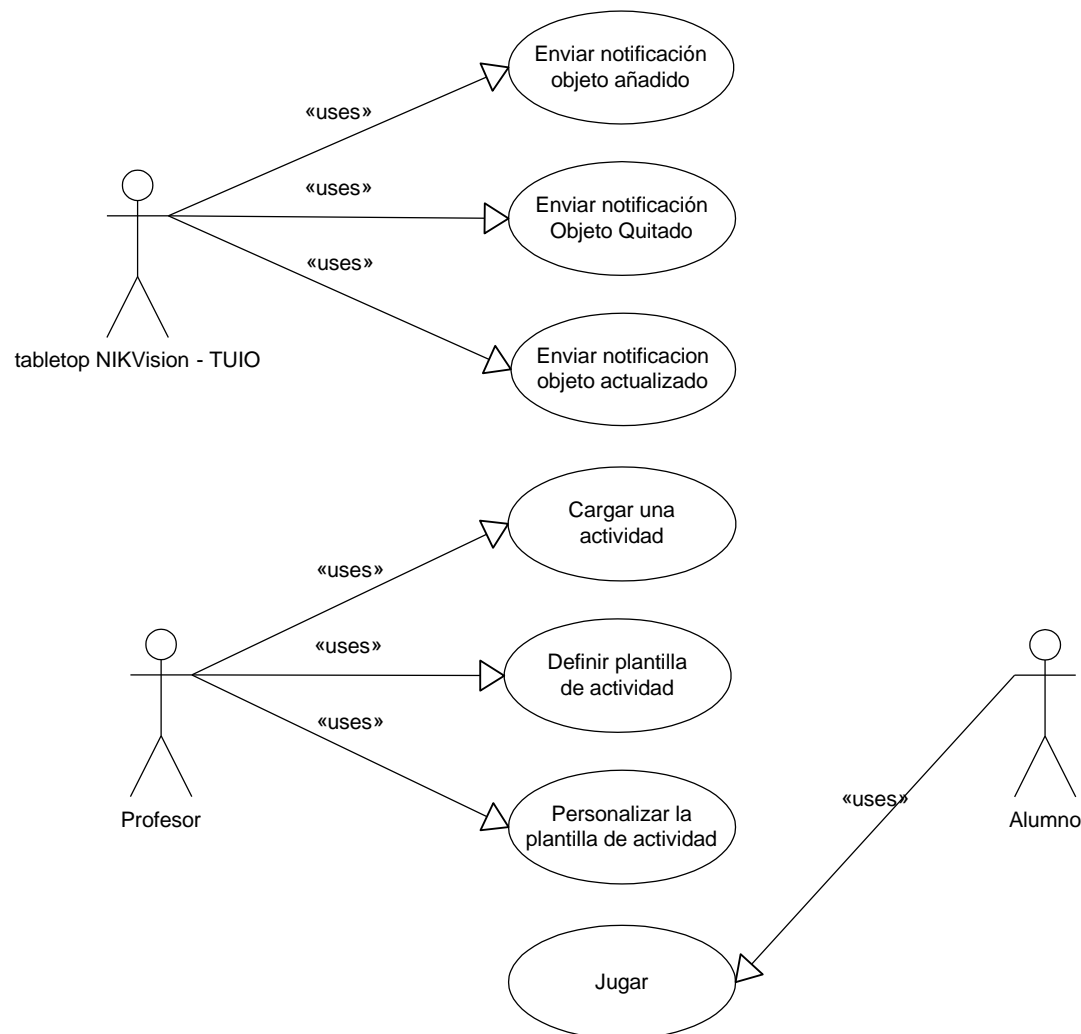 Enviar notificación
objeto añadido
«uses»
«uses»
Enviar notificación
Objeto Quitado
«uses»
tabletop NIKVision - TUIO
Enviar notificacion
objeto actualizado
Cargar una
actividad
«uses»
«uses»
Definir plantilla
de actividad
«uses»
Profesor
Personalizar la
plantilla de actividad
«uses»
Alumno
Jugar